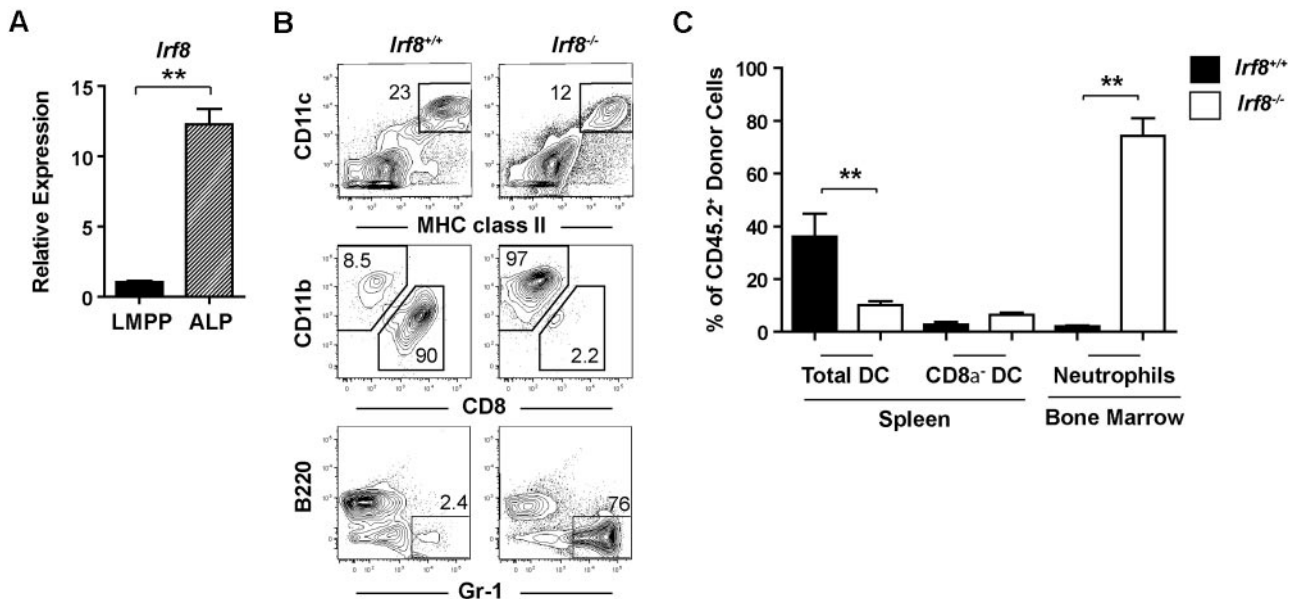 A
Irf8
**
Relative Expression
15
10
5
0
LMPP ALP
B
Irf8+/+ Irf8-/-
CD11c
23 12
MHC class II
CD11b
8.5 97
90 2.2
CD8
B220
2.4 76
Gr-1
C
Irf8+/+
Irf8-/-
% of CD45.2+ Donor Cells
100
80
60
40
20
0
** **
Total DC CD8a- DC Neutrophils
Spleen Bone Marrow